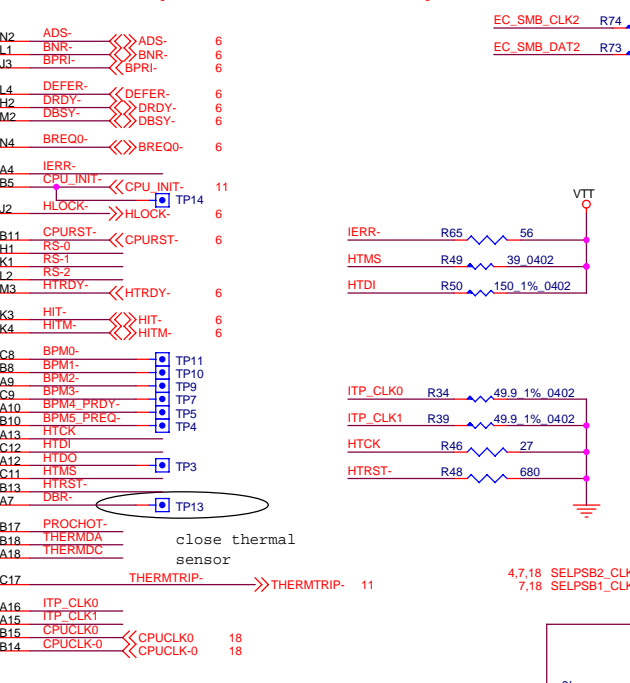 EC_SMB_CLK2 R74
EC_SMB_DAT2 R73
N2 ADS- ADS- 6
L1 BNR- BNR- 6
J3 BPRI- BPRI- 6
L4 DEFER- DEFER- 6
H2 DRDY- DRDY- 6
M2 DBSY- DBSY- 6
N4 BREQ0- BREQ0- 6
A4 IERR-
B5 CPU_INIT- CPU_INIT- 11
TP14
J2 HLOCK- HLOCK- 6
B11 CPURST- CPURST- 6
H1 RS-0
K1 RS-1
L2 RS-2
M3 HTRDY- HTRDY- 6
K3 HIT- HIT- 6
K4 HITM- HITM- 6
C8 BPM0- TP11
B8 BPM1- TP10
A9 BPM2- TP9
C9 BPM3- TP7
A10 BPM4_PRDY- TP5
B10 BPM5_PREQ- TP4
A13 HTCK
C12 HTDI
A12 HTDO TP3
C11 HTMS
B13 HTRST-
A7 DBR- TP13
B17 PROCHOT-
B18 THERMDA
A18 THERMDC
close thermal
sensor
C17 THERMTRIP- THERMTRIP- 11
A16 ITP_CLK0
A15 ITP_CLK1
B15 CPUCLK0 CPUCLK0 18
B14 CPUCLK-0 CPUCLK-0 18
VTT
IERR- R65 56
HTMS R49 39_0402
HTDI R50 150_1%_0402
ITP_CLK0 R34 49.9_1%_0402
ITP_CLK1 R39 49.9_1%_0402
HTCK R46 27
HTRST- R48 680
4,7,18 SELPSB2_CLK
7,18 SELPSB1_CLK